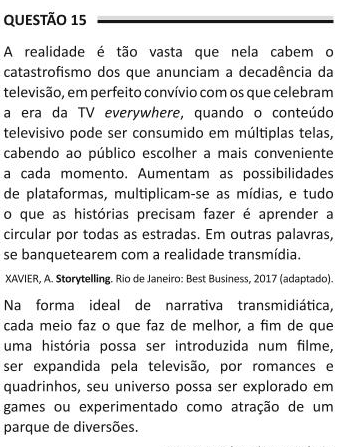 QUESTÃO 15
A realidade é tão vasta que nela cabem o
catastrofismo dos que anunciam a decadência da
televisão, em perfeito convívio com os que celebram
a era da TV everywhere, quando o conteúdo
televisivo pode ser consumido em múltiplas telas,
cabendo ao público escolher a mais conveniente
a cada momento. Aumentam as possibilidades
de plataformas, multiplicam-se as mídias, e tudo
o que as histórias precisam fazer é aprender a
circular por todas as estradas. Em outras palavras,
se banquetearem com a realidade transmídia.
XAVIER, A. Storytelling. Rio de Janeiro: Best Business, 2017 (adaptado).
Na forma ideal de narrativa transmidiática,
cada meio faz o que faz de melhor, a fim de que
uma história possa ser introduzida num filme,
ser expandida pela televisão, por romances e
quadrinhos, seu universo possa ser explorado em
games ou experimentado como atração de um
parque de diversões.